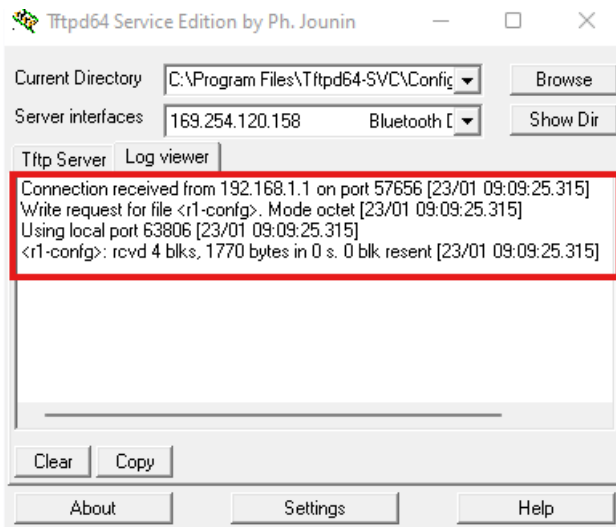 Tftpd64 Service Edition by Ph. Jounin
Current Directory C:\Program Files\Tftpd64-SVC\Config Browse
Server interfaces 169.254.120.158 Bluetooth D Show Dir
Tftp Server Log viewer
Connection received from 192.168.1.1 on port 57656 [23/01 09:09:25.315]
Write request for file <r1-confg>. Mode octet [23/01 09:09:25.315]
Using local port 63806 [23/01 09:09:25.315]
<r1-confg>: rcvd 4 blks, 1770 bytes in 0 s. 0 blk resent [23/01 09:09:25.315]
Clear Copy
About Settings Help